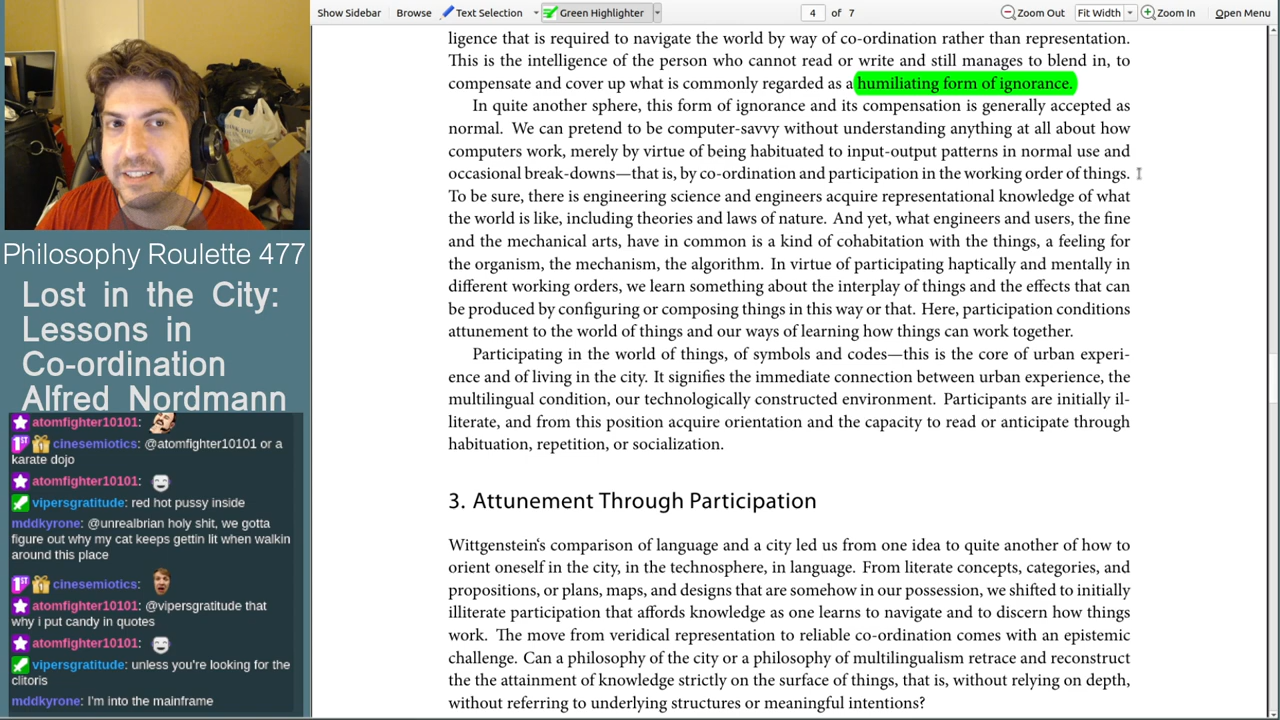 Show Sidebar Browse Text Selection Green Highlighter 4 of 7 Zoom Out Fit Width Zoom In Open Menu
ligence that is required to navigate the world by way of co-ordination rather than representation.
This is the intelligence of the person who cannot read or write and still manages to blend in, to
compensate and cover up what is commonly regarded as a humiliating form of ignorance.
In quite another sphere, this form of ignorance and its compensation is generally accepted as
normal. We can pretend to be computer-savvy without understanding anything at all about how
computers work, merely by virtue of being habituated to input-output patterns in normal use and
occasional break-downs—that is, by co-ordination and participation in the working order of things.
To be sure, there is engineering science and engineers acquire representational knowledge of what
the world is like, including theories and laws of nature. And yet, what engineers and users, the fine
and the mechanical arts, have in common is a kind of cohabitation with the things, a feeling for
the organism, the mechanism, the algorithm. In virtue of participating haptically and mentally in
different working orders, we learn something about the interplay of things and the effects that can
be produced by configuring or composing things in this way or that. Here, participation conditions
attunement to the world of things and our ways of learning how things can work together.
Participating in the world of things, of symbols and codes—this is the core of urban experi-
ence and of living in the city. It signifies the immediate connection between urban experience, the
multilingual condition, our technologically constructed environment. Participants are initially il-
literate, and from this position acquire orientation and the capacity to read or anticipate through
habituation, repetition, or socialization.
3. Attunement Through Participation
Wittgenstein‘s comparison of language and a city led us from one idea to quite another of how to
orient oneself in the city, in the technosphere, in language. From literate concepts, categories, and
propositions, or plans, maps, and designs that are somehow in our possession, we shifted to initially
illiterate participation that affords knowledge as one learns to navigate and to discern how things
work. The move from veridical representation to reliable co-ordination comes with an epistemic
challenge. Can a philosophy of the city or a philosophy of multilingualism retrace and reconstruct
the the attainment of knowledge strictly on the surface of things, that is, without relying on depth,
without referring to underlying structures or meaningful intentions?
Philosophy Roulette 477
Lost in the City:
Lessons in
Co-ordination
Alfred Nordmann
atomfighter10101:
1ST cinesemiotics: @atomfighter10101 or a
karate dojo
atomfighter10101:
vipersgratitude: red hot pussy inside
mddkyrone: @unrealbrian holy shit, we gotta
figure out why my cat keeps gettin lit when walkin
around this place
1ST cinesemiotics:
atomfighter10101: @vipersgratitude that
why i put candy in quotes
atomfighter10101:
vipersgratitude: unless you're looking for the
clitoris
mddkyrone: I'm into the mainframe